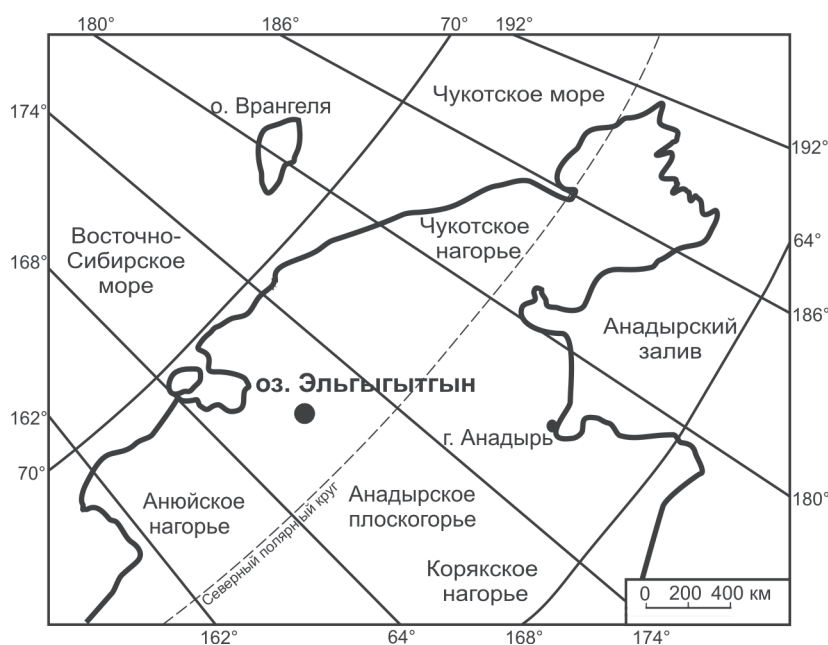 180°
186°
70°
192°
174°
о. Врангеля
Чукотское море
192°
Чукотское
нагорье
Восточно-
Сибирское
море
64°
168°
186°
Анадырский
залив
оз. Эльгыгытгын
162°
г. Анадырь
70°
Анюйское
нагорье
Анадырское
плоскогорье
180°
Северный полярный круг
Корякское
нагорье
0 200 400 км
162°
64°
168°
174°